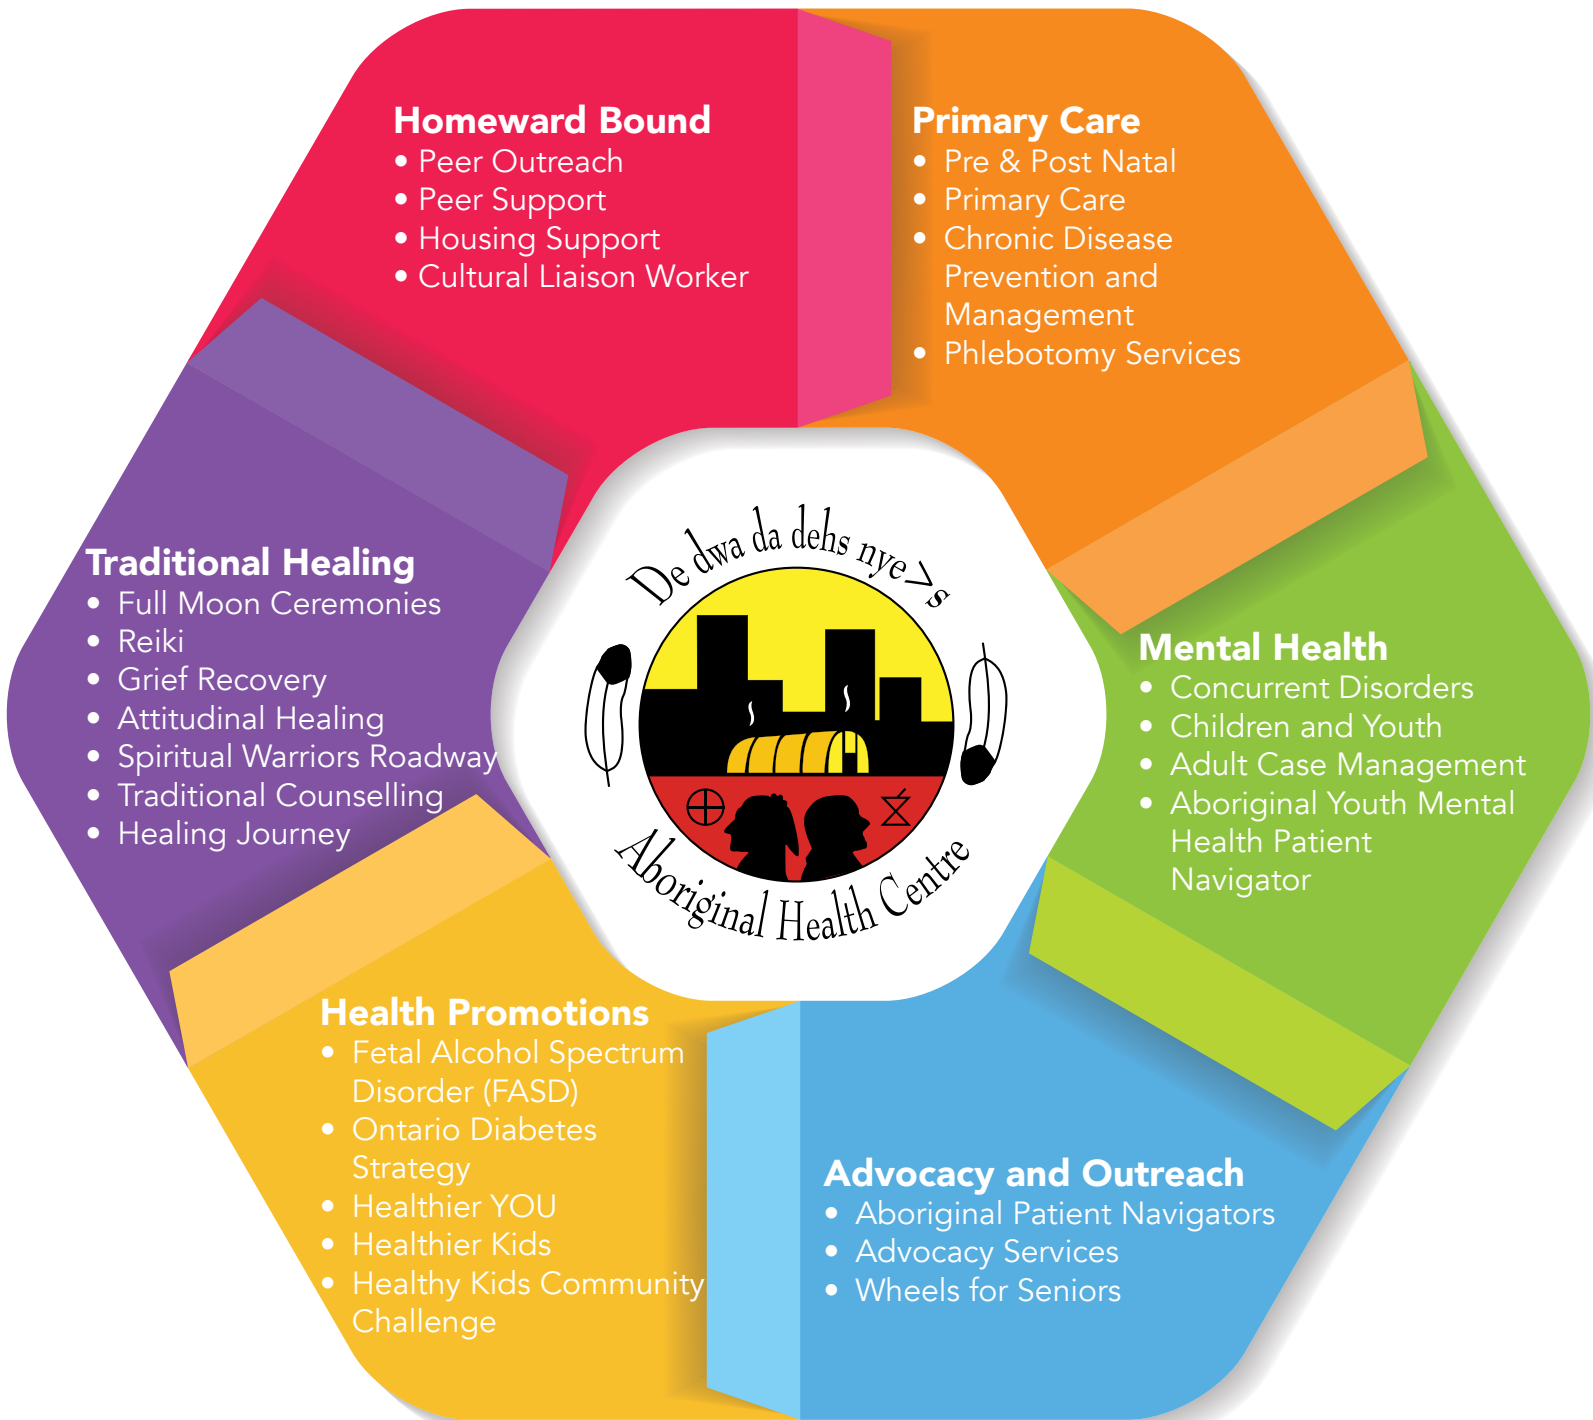 Homeward Bound
• Peer Outreach
• Peer Support
• Housing Support
• Cultural Liaison Worker
Primary Care
• Pre & Post Natal
• Primary Care
• Chronic Disease
Prevention and
Management
• Phlebotomy Services
Traditional Healing
• Full Moon Ceremonies
• Reiki
• Grief Recovery
• Attitudinal Healing
• Spiritual Warriors Roadway
• Traditional Counselling
• Healing Journey
De dwa da dehs nye>s
Aboriginal Health Centre
Mental Health
• Concurrent Disorders
• Children and Youth
• Adult Case Management
• Aboriginal Youth Mental
Health Patient
Navigator
Health Promotions
• Fetal Alcohol Spectrum
Disorder (FASD)
• Ontario Diabetes
Strategy
• Healthier YOU
• Healthier Kids
• Healthy Kids Community
Challenge
Advocacy and Outreach
• Aboriginal Patient Navigators
• Advocacy Services
• Wheels for Seniors